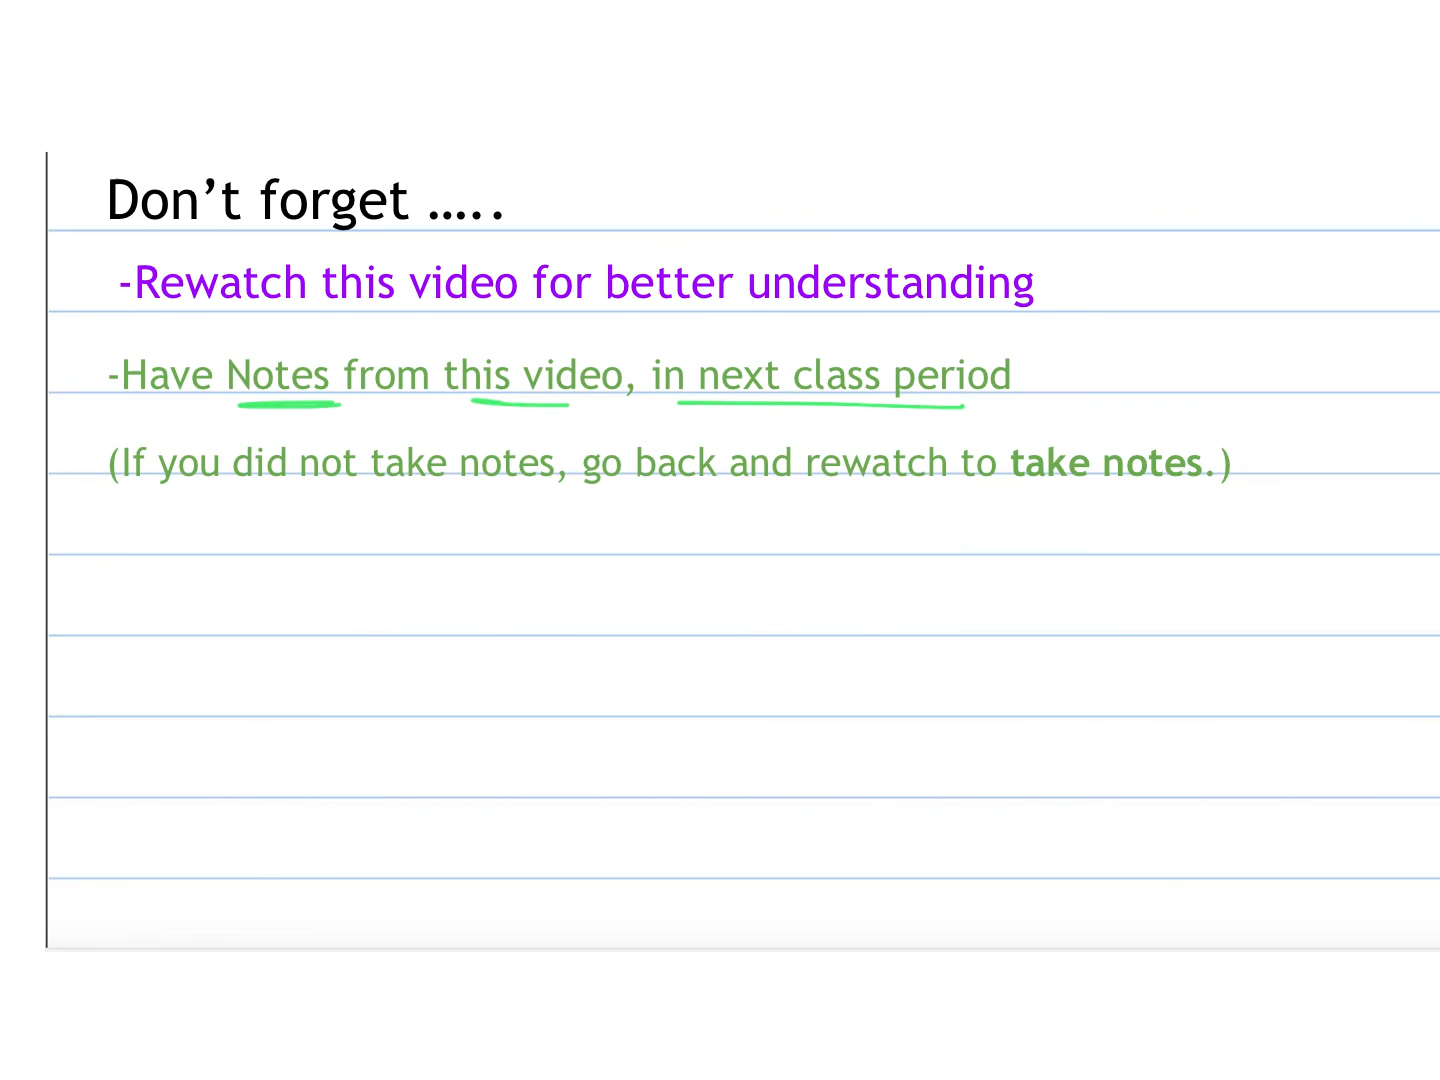 Don’t forget …..
-Rewatch this video for better understanding
-Have Notes from this video, in next class period
(If you did not take notes, go back and rewatch to take notes.)